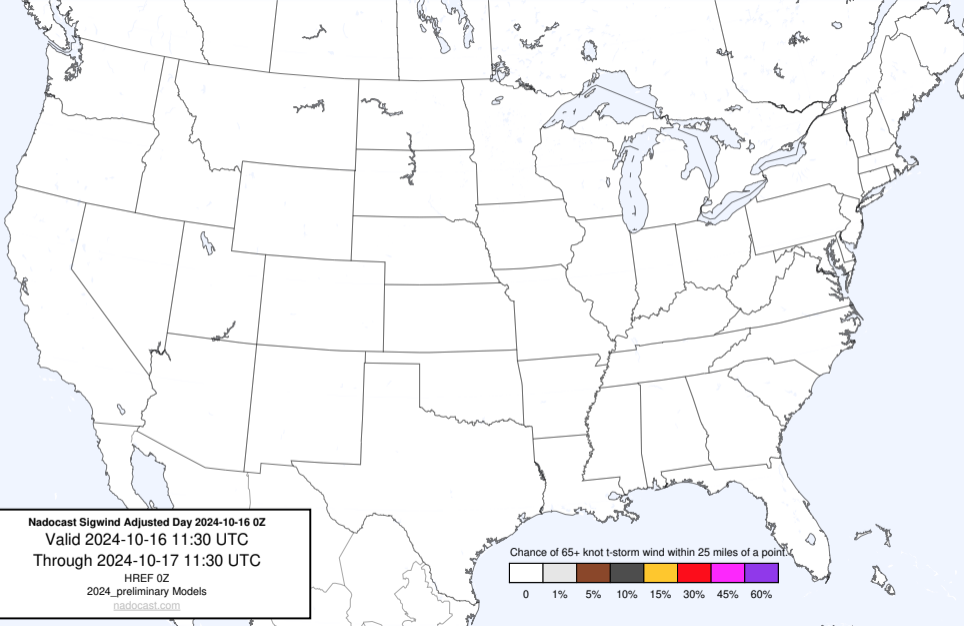 Nadocast Sigwind Adjusted Day 2024-10-16 0Z
Valid 2024-10-16 11:30 UTC
Through 2024-10-17 11:30 UTC
HREF 0Z
2024_preliminary Models
nadocast.com
Chance of 65+ knot t-storm wind within 25 miles of a point.
0 1% 5% 10% 15% 30% 45% 60%